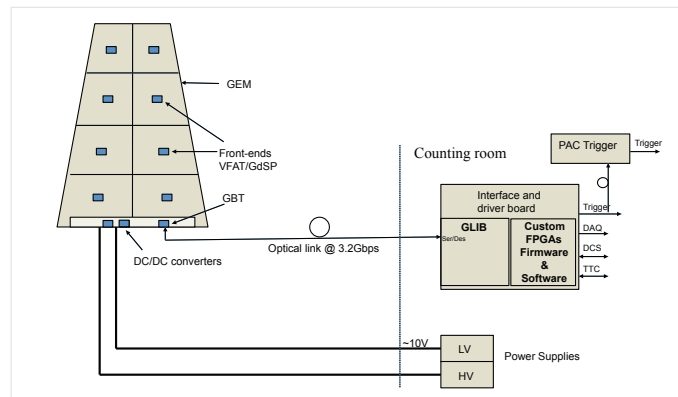 GEM
Front-ends
VFAT/GdSP
GBT
DC/DC converters
Optical link @ 3.2Gbps
Counting room
PAC Trigger
Trigger
Interface and
driver board
Trigger
GLIB
Ser/Des
Custom
FPGAs
Firmware
&
Software
DAQ
DCS
TTC
~10V
LV
HV
Power Supplies